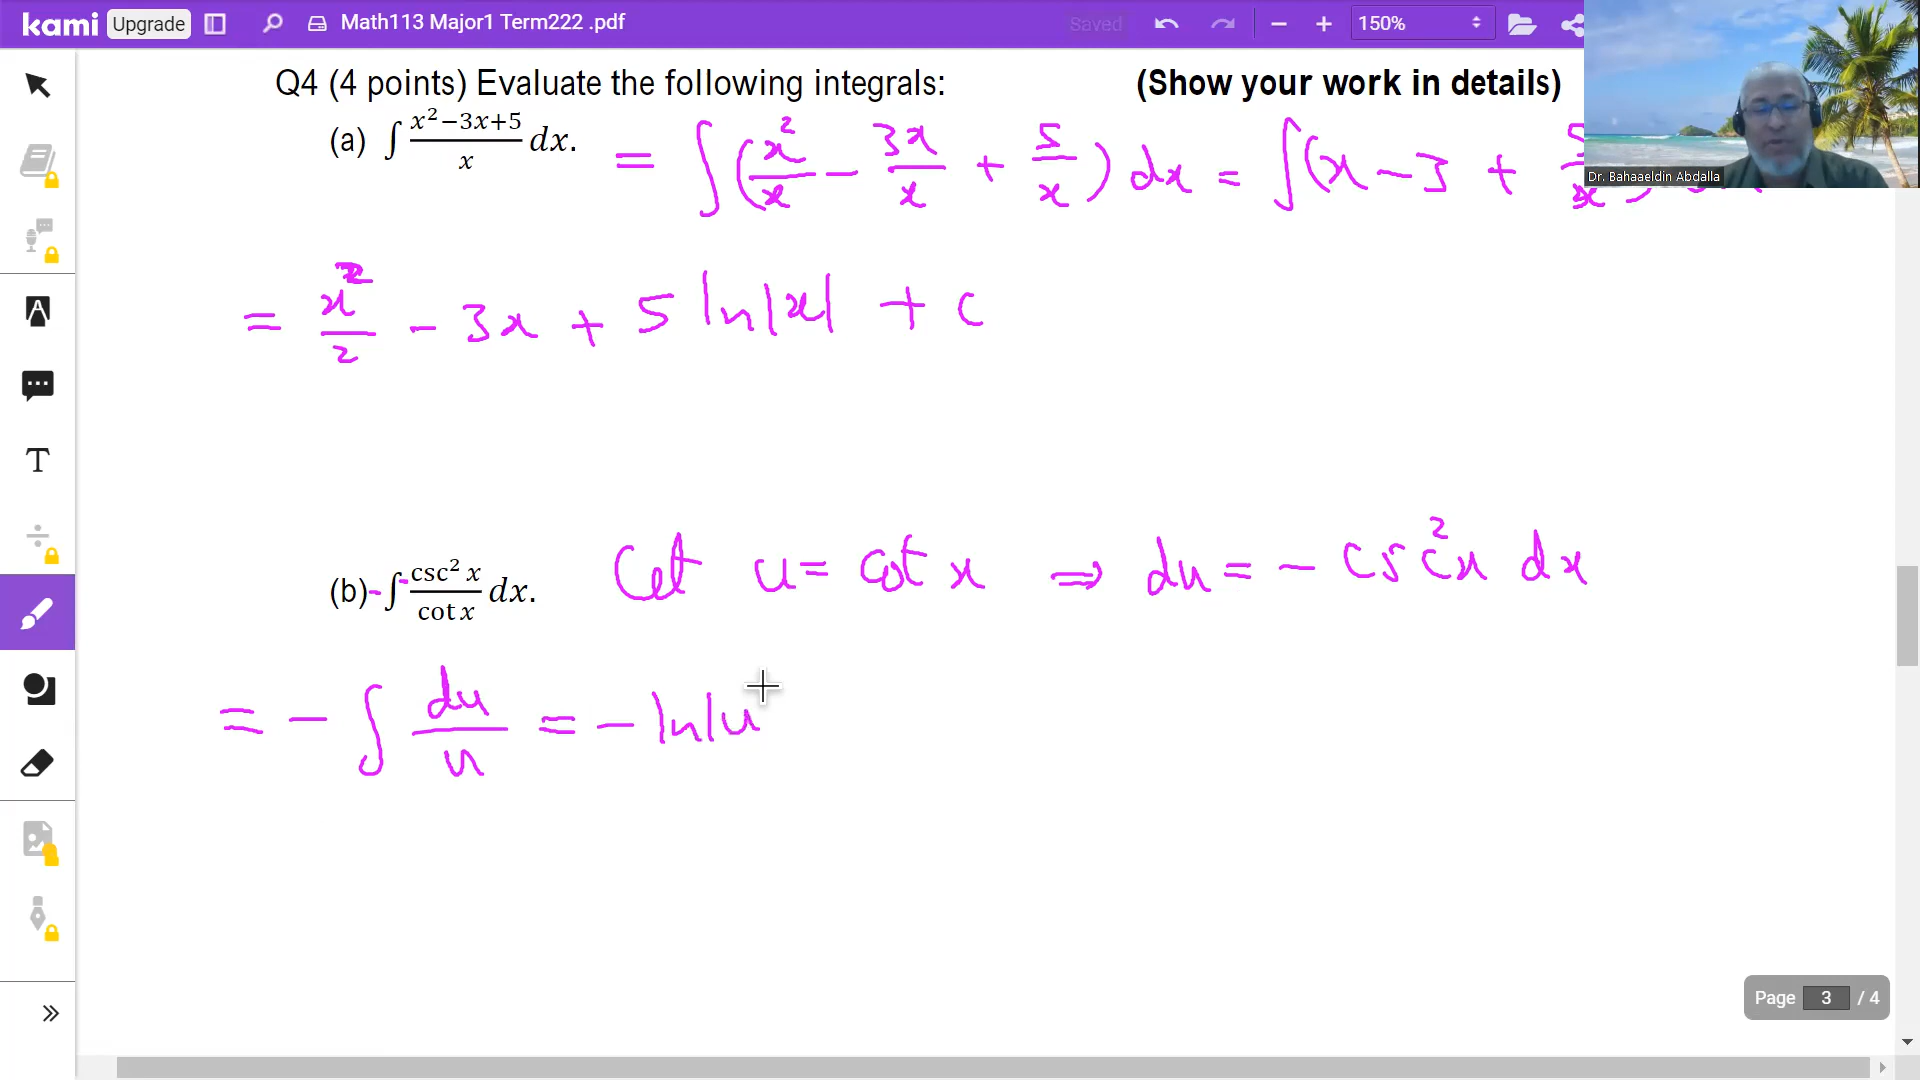 kami Upgrade Math113 Major1 Term222 .pdf Saved 150%
Q4 (4 points) Evaluate the following integrals: (Show your work in details)
(a) ∫ (x²−3x+5)/x dx. = ∫(x²/x − 3x/x + 5/x) dx = ∫(x − 3 + 5/x)
Dr. Bahaaeldin Abdalla
= x²/2 − 3x + 5 ln|x| + c
(b) -∫ -csc² x/cot x dx. Let u = cot x ⇒ du = − csc²x dx
= − ∫ du/u = − ln|u
Page 3 / 4